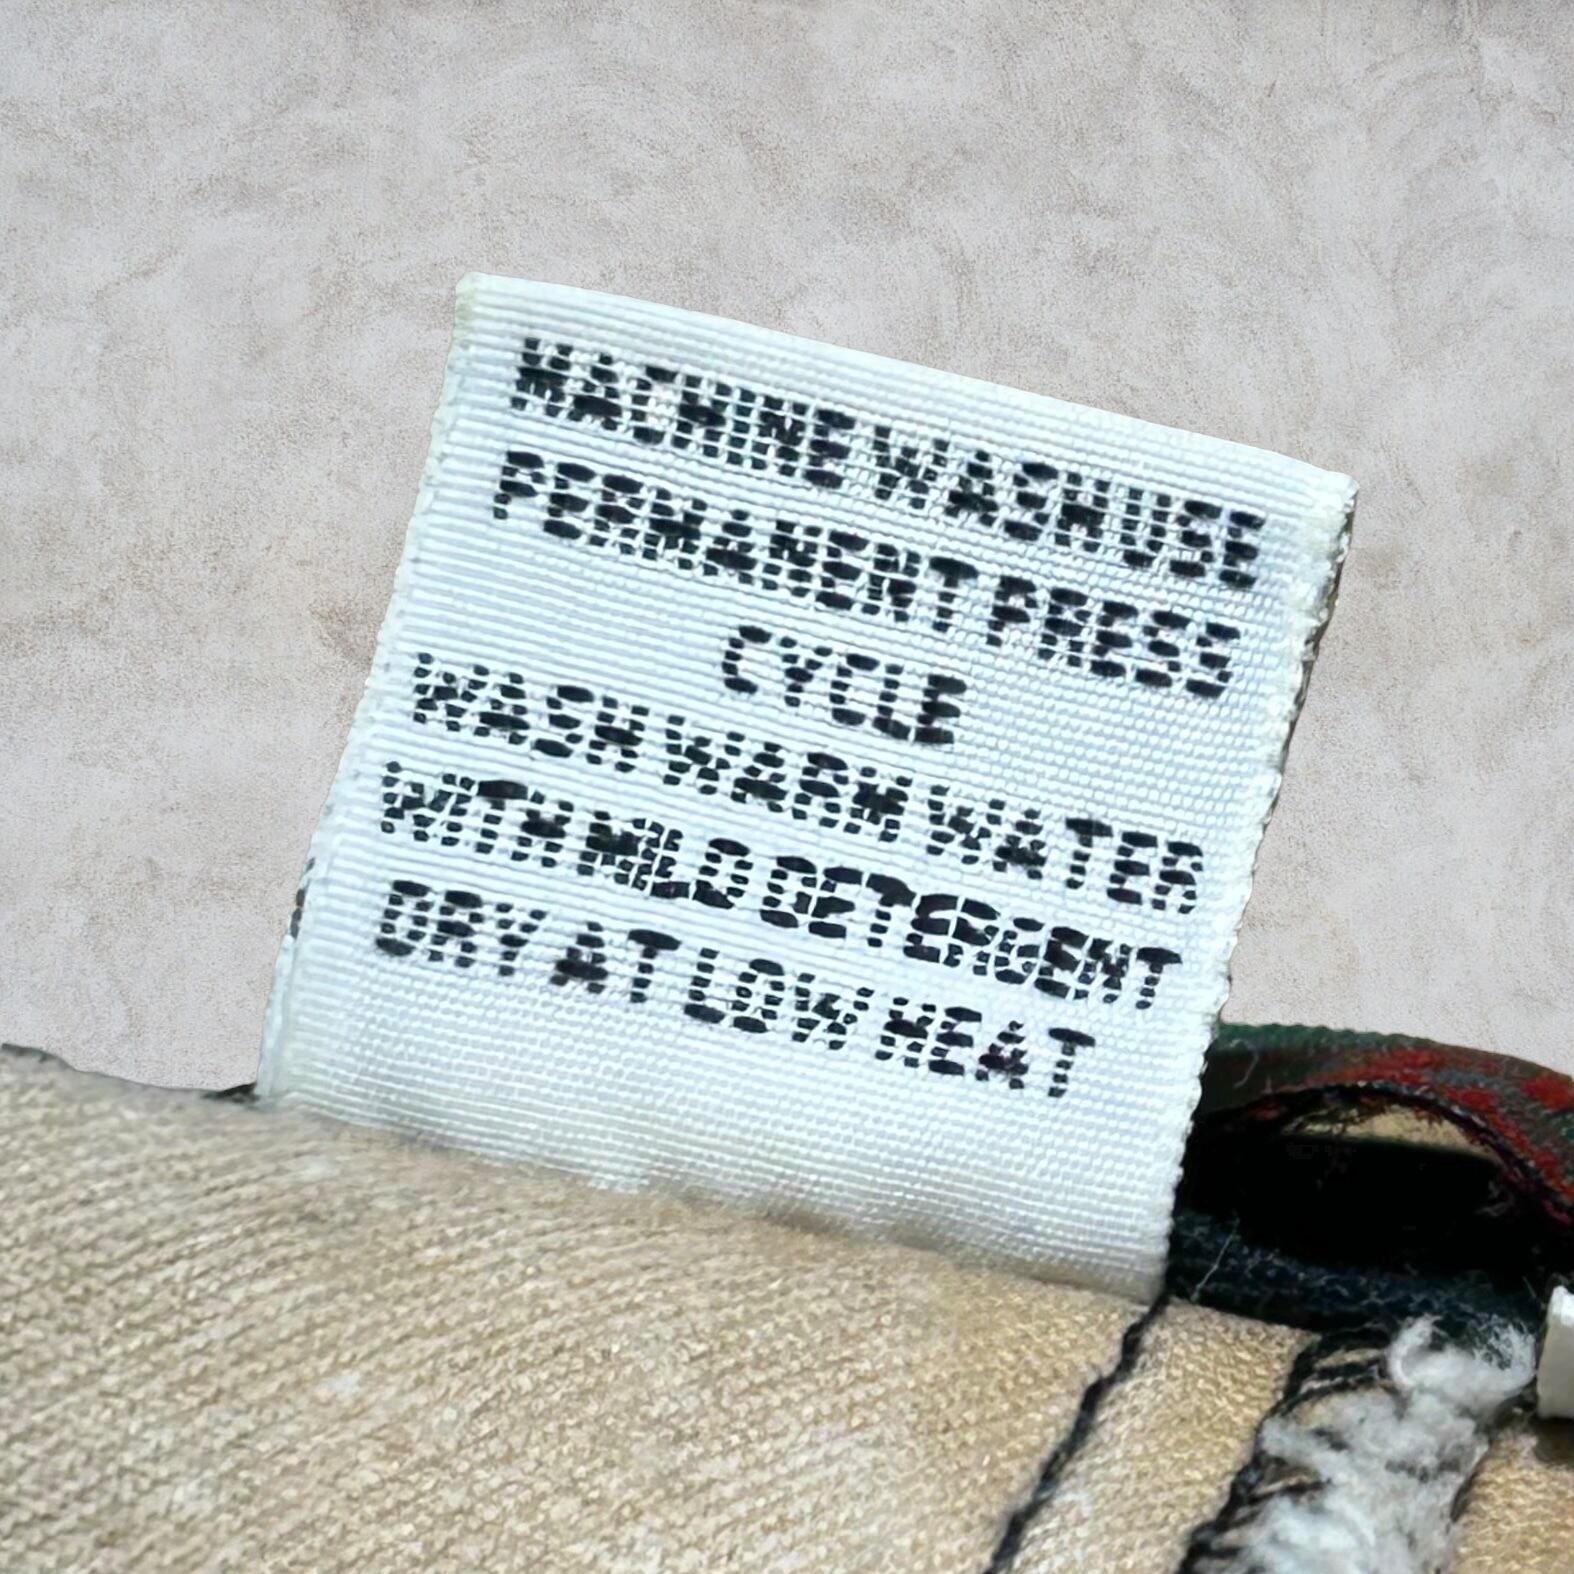 MACHINE WASH USE
PERMANENT PRESS
CYCLE
WASH WARM WATER
WITH MILD DETERGENT
DRY AT LOW HEAT